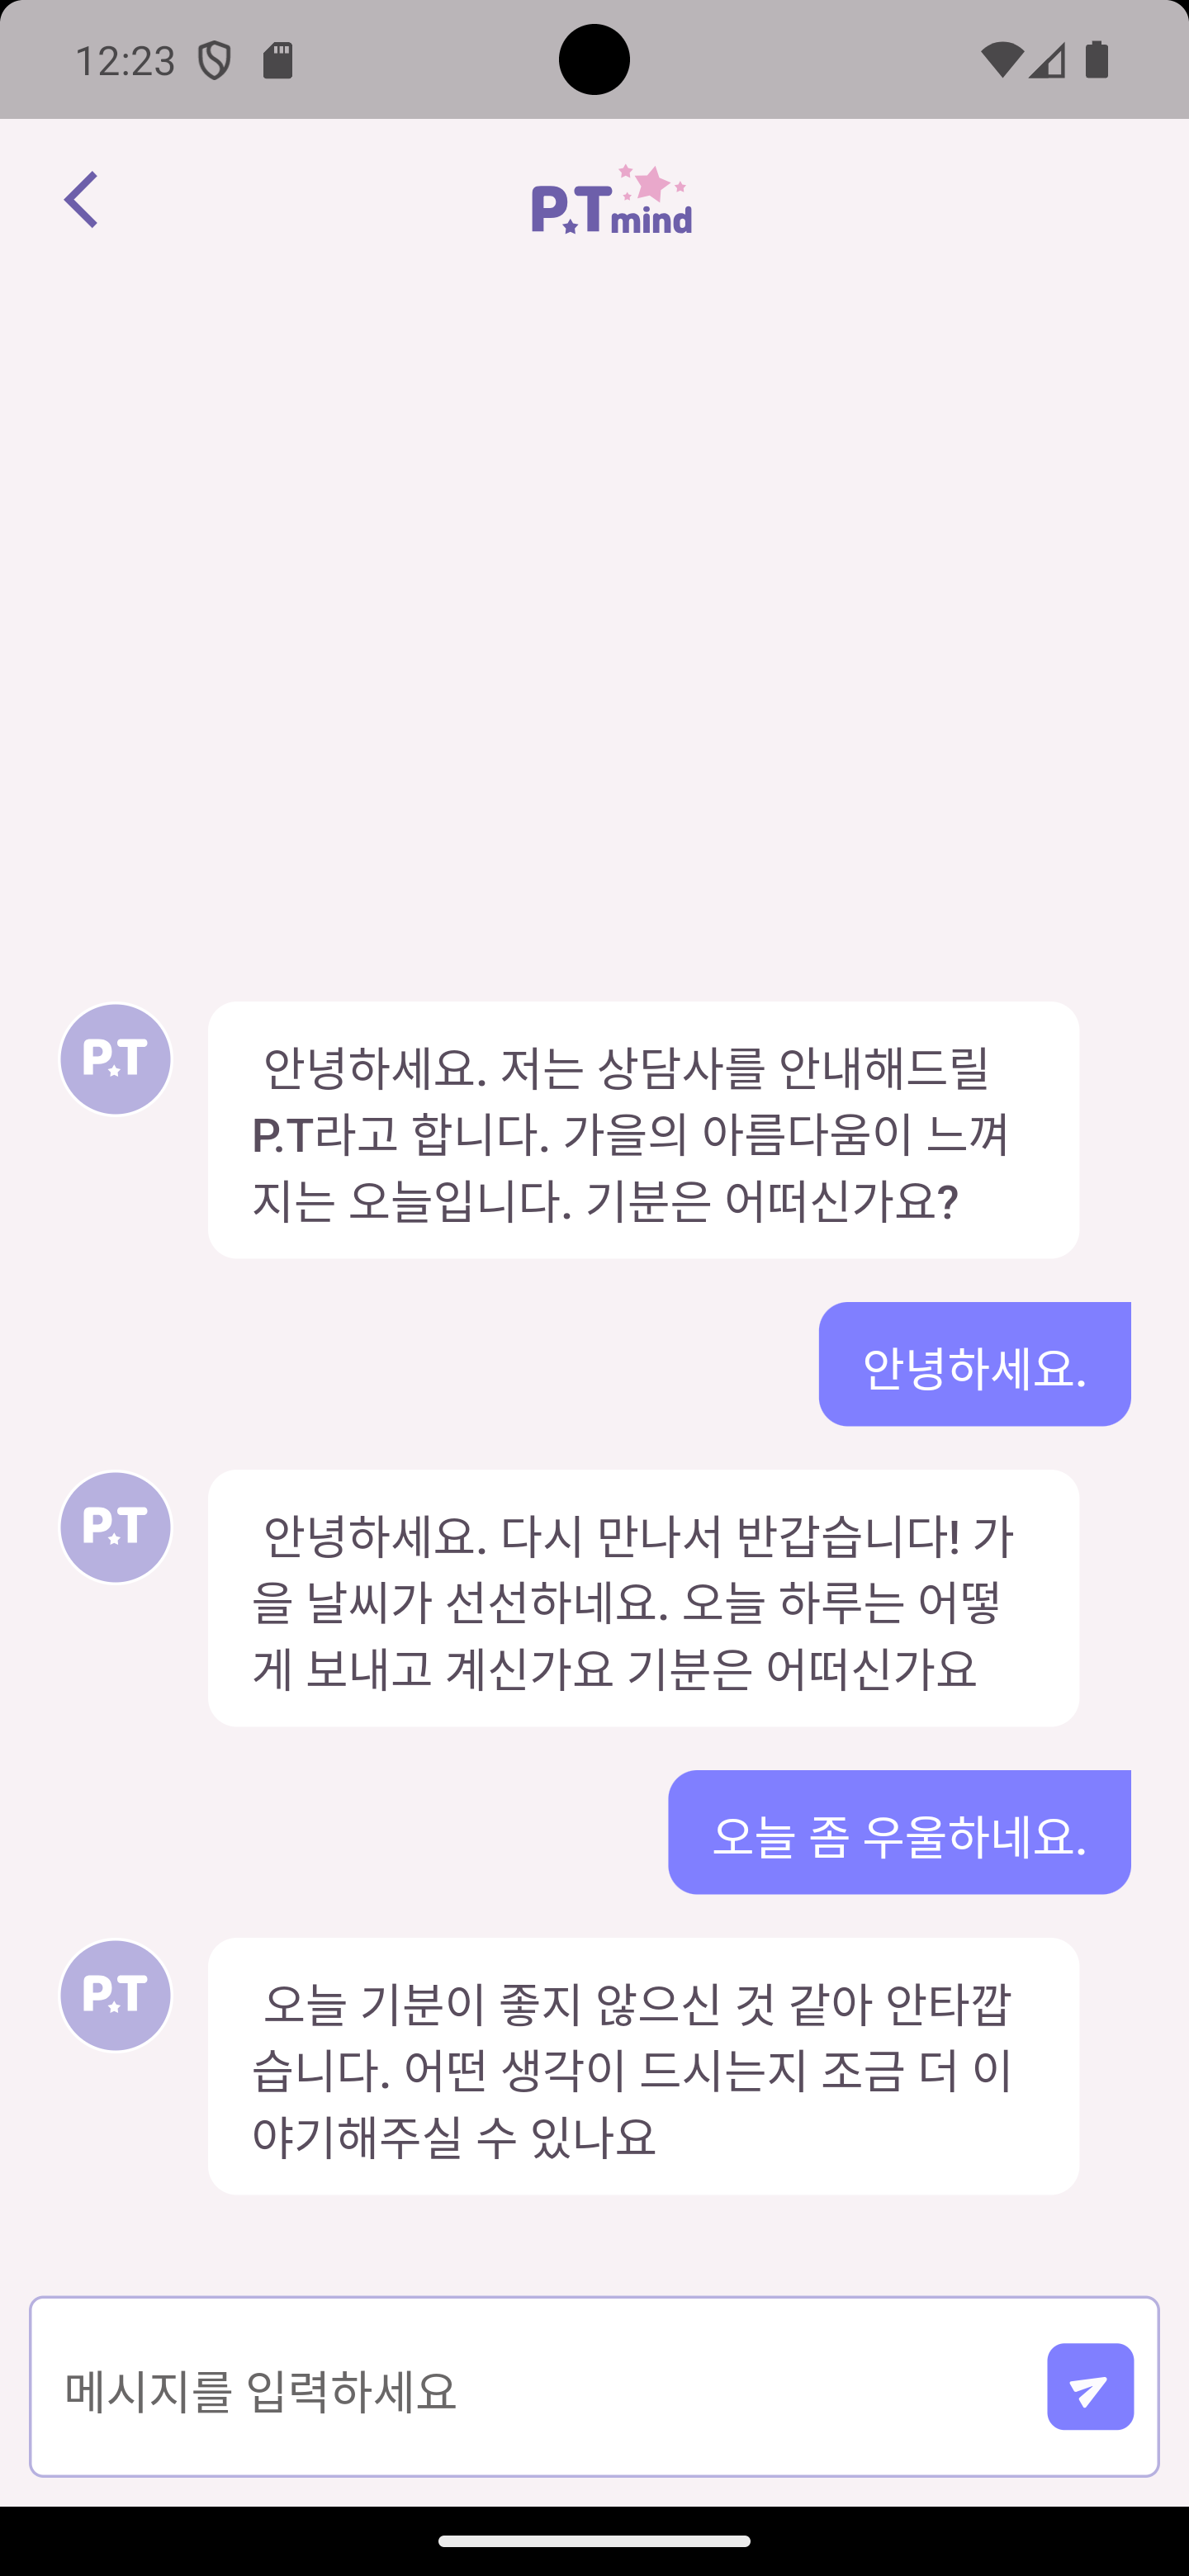 12:23
P.T mind
P.T
안녕하세요. 저는 상담사를 안내해드릴
P.T라고 합니다. 가을의 아름다움이 느껴
지는 오늘입니다. 기분은 어떠신가요?
안녕하세요.
P.T
안녕하세요. 다시 만나서 반갑습니다! 가
을 날씨가 선선하네요. 오늘 하루는 어떻
게 보내고 계신가요 기분은 어떠신가요
오늘 좀 우울하네요.
P.T
오늘 기분이 좋지 않으신 것 같아 안타깝
습니다. 어떤 생각이 드시는지 조금 더 이
야기해주실 수 있나요
메시지를 입력하세요